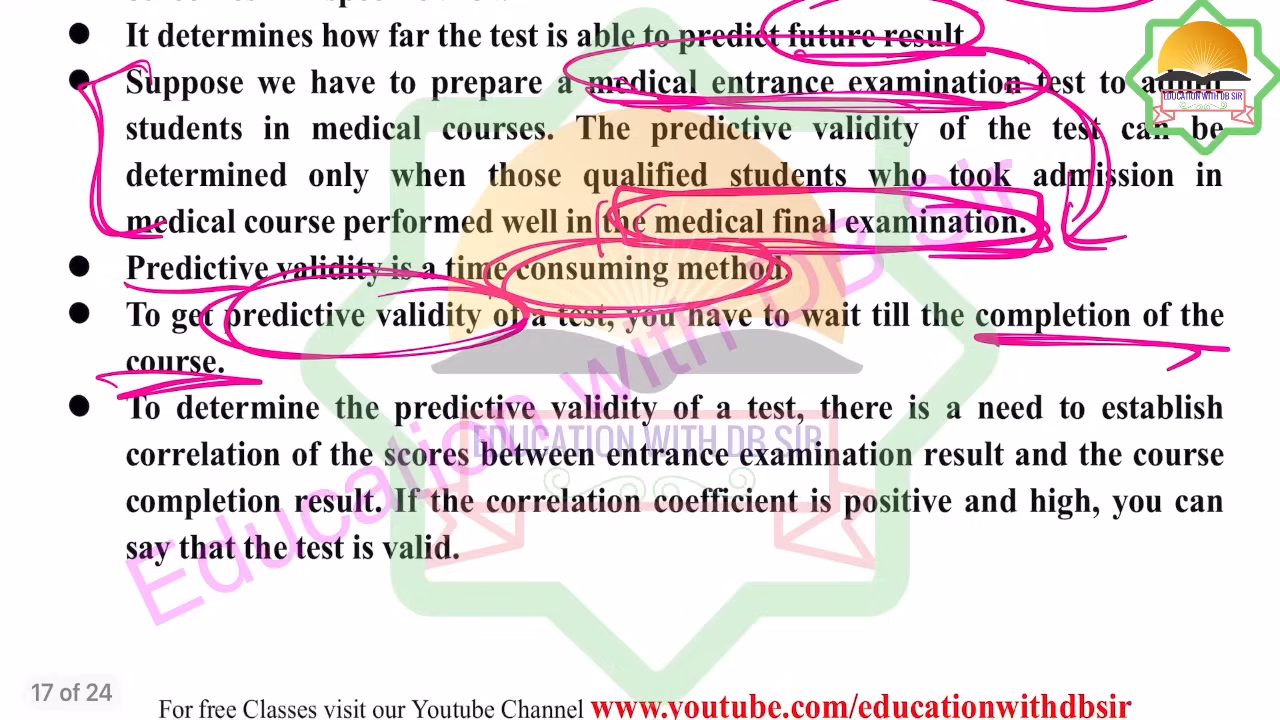 ● It determines how far the test is able to predict future result
● Suppose we have to prepare a medical entrance examination test to admit
students in medical courses. The predictive validity of the test can be
determined only when those qualified students who took admission in
medical course performed well in the medical final examination.
● Predictive validity is a time consuming method.
● To get predictive validity of a test, you have to wait till the completion of the
course.
● To determine the predictive validity of a test, there is a need to establish
correlation of the scores between entrance examination result and the course
completion result. If the correlation coefficient is positive and high, you can
say that the test is valid.
EDUCATION WITH DB SIR
Education with DB Sir
EDUCATION WITH DB SIR
17 of 24
For free Classes visit our Youtube Channel www.youtube.com/educationwithdbsir